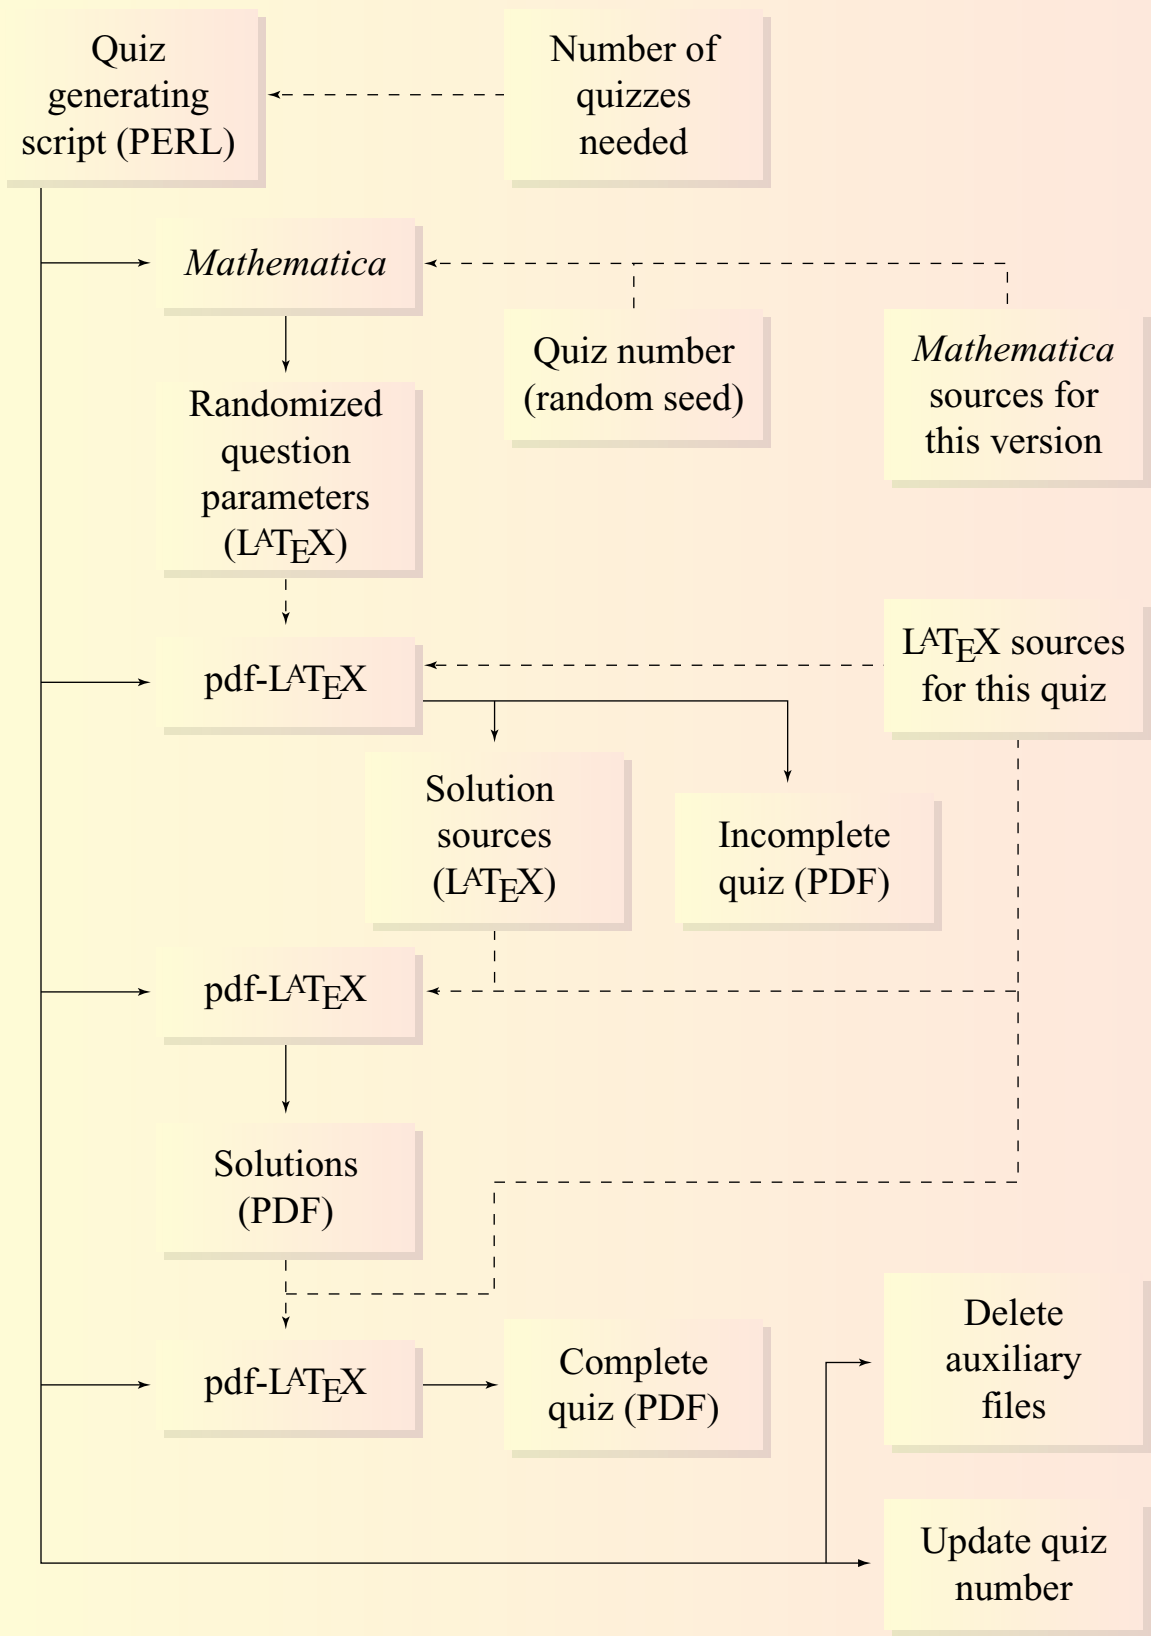 Quiz
generating
script (PERL)
Number of
quizzes
needed
Mathematica
Quiz number
(random seed)
Mathematica
sources for
this version
Randomized
question
parameters
(LATEX)
pdf-LATEX
LATEX sources
for this quiz
Solution
sources
(LATEX)
Incomplete
quiz (PDF)
pdf-LATEX
Solutions
(PDF)
pdf-LATEX
Complete
quiz (PDF)
Delete
auxiliary
files
Update quiz
number